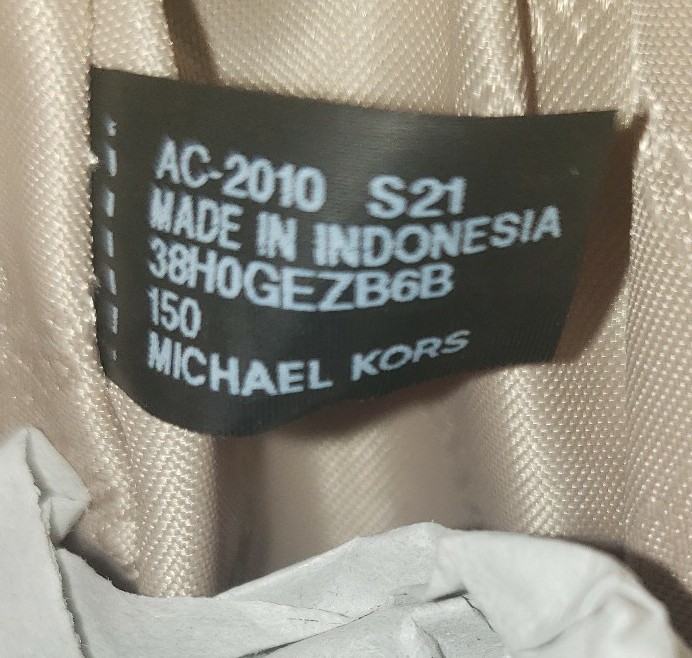 AC-2010 S21
MADE IN INDONESIA
38H0GEZB6B
150
MICHAEL KORS